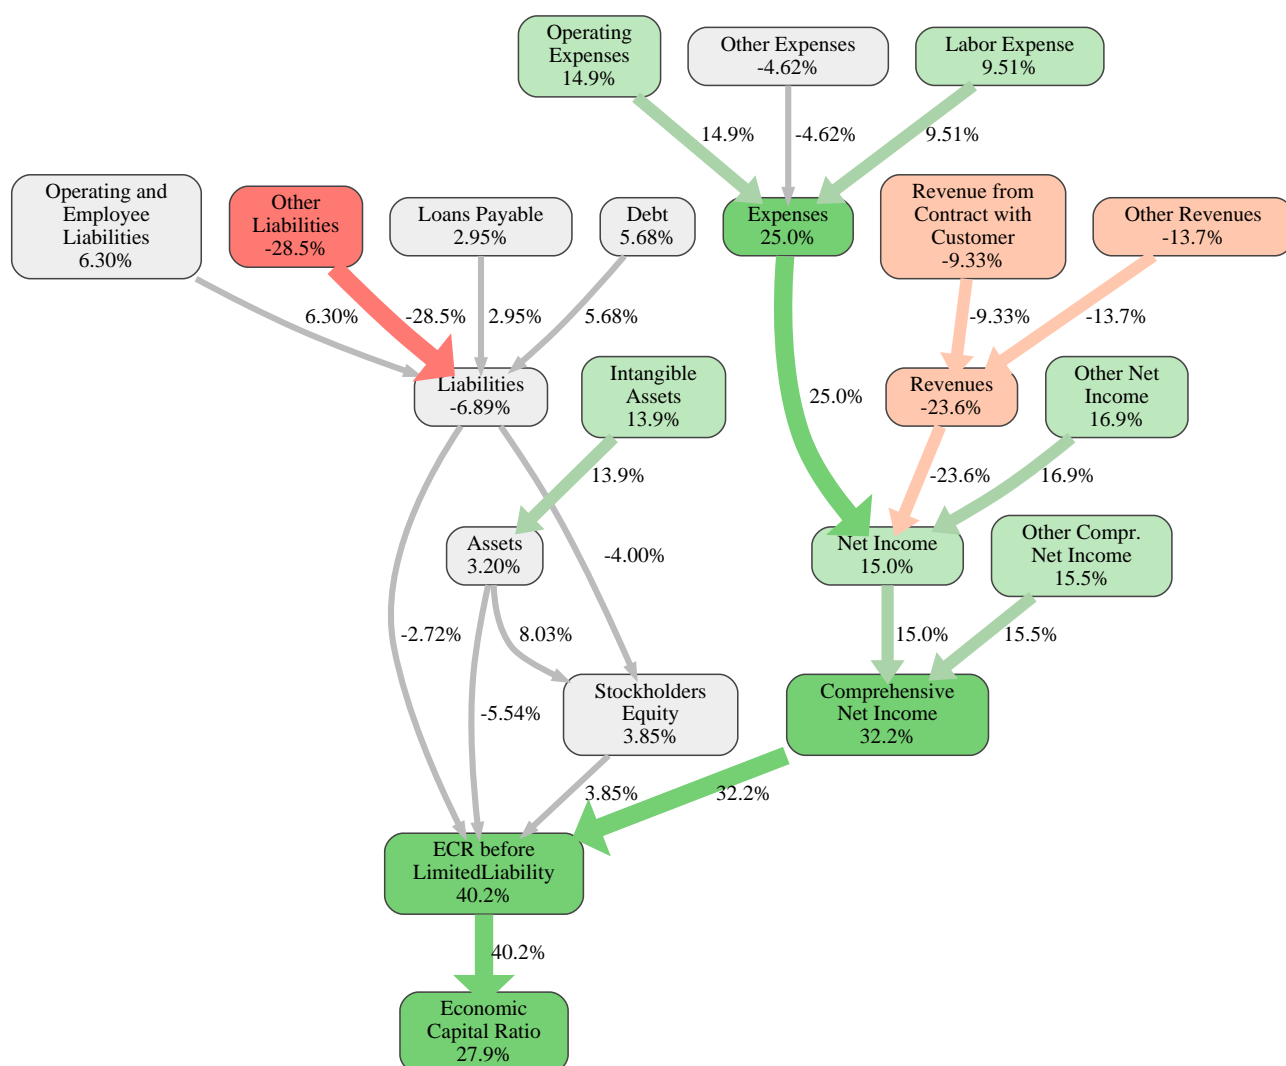 Operating
Expenses
14.9%
Other Expenses
-4.62%
Labor Expense
9.51%
14.9%
-4.62%
9.51%
Operating and
Employee
Liabilities
6.30%
Other
Liabilities
-28.5%
Loans Payable
2.95%
Debt
5.68%
Expenses
25.0%
Revenue from
Contract with
Customer
-9.33%
Other Revenues
-13.7%
6.30%
-28.5%
2.95%
5.68%
-9.33%
-13.7%
Liabilities
-6.89%
Intangible
Assets
13.9%
25.0%
Revenues
-23.6%
Other Net
Income
16.9%
13.9%
-23.6%
16.9%
Assets
3.20%
-4.00%
Net Income
15.0%
Other Compr.
Net Income
15.5%
-2.72%
8.03%
15.0%
15.5%
-5.54%
Stockholders
Equity
3.85%
Comprehensive
Net Income
32.2%
3.85%
32.2%
ECR before
LimitedLiability
40.2%
40.2%
Economic
Capital Ratio
27.9%